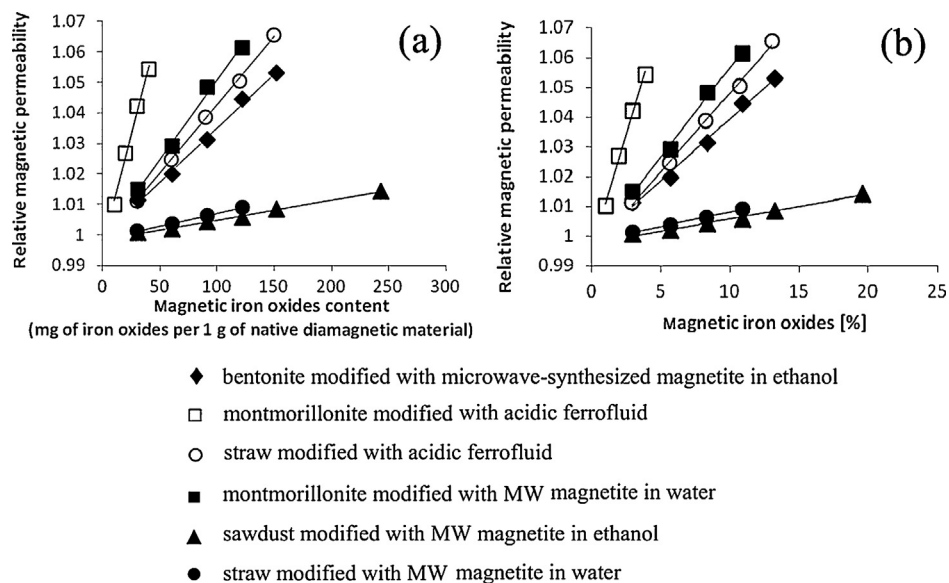 1.07
1.06
1.05
1.04
1.03
1.02
1.01
1
0.99
Relative magnetic permeability
(a)
0 50 100 150 200 250 300
Magnetic iron oxides content
(mg of iron oxides per 1 g of native diamagnetic material)
1.07
1.06
1.05
1.04
1.03
1.02
1.01
1
0.99
Relative magnetic permeability
(b)
0 5 10 15 20 25
Magnetic iron oxides [%]
bentonite modified with microwave-synthesized magnetite in ethanol
montmorillonite modified with acidic ferrofluid
straw modified with acidic ferrofluid
montmorillonite modified with MW magnetite in water
sawdust modified with MW magnetite in ethanol
straw modified with MW magnetite in water